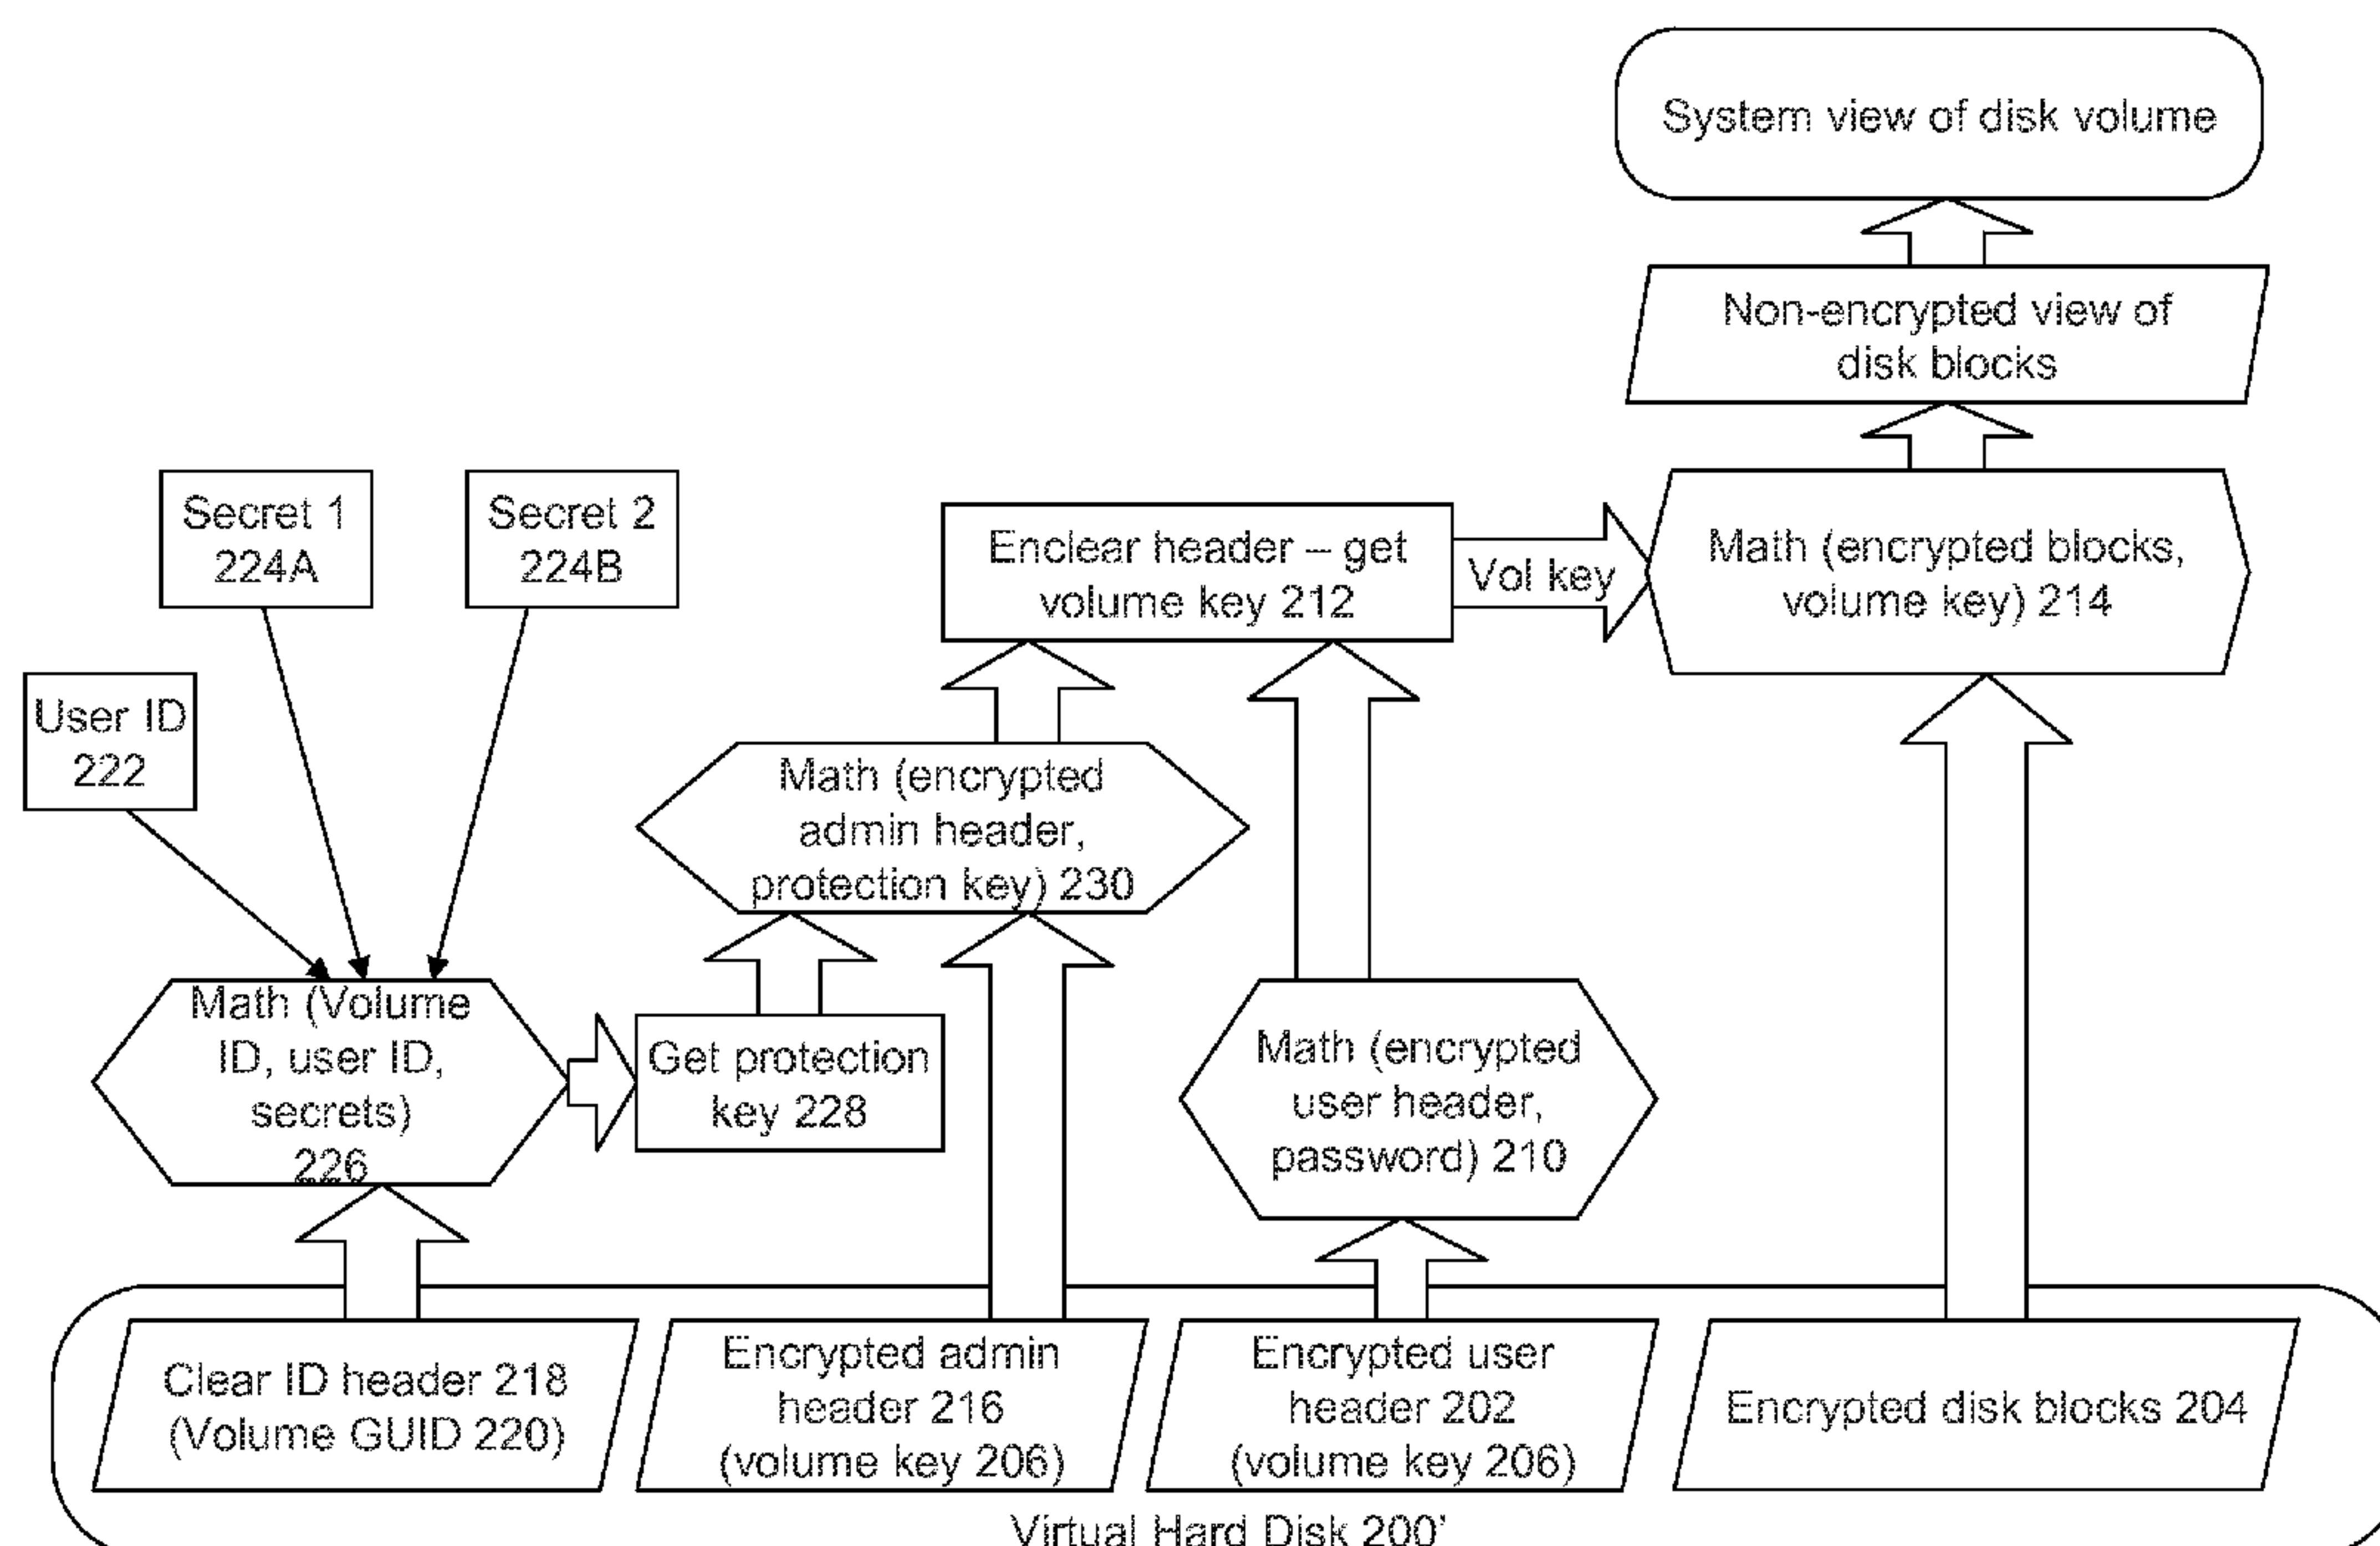 System view of disk volume
Non-encrypted view of
disk blocks
Secret 1
224A
Secret 2
224B
Enclear header – get
volume key 212
Vol key
Math (encrypted blocks,
volume key) 214
User ID
222
Math (encrypted
admin header,
protection key) 230
Math (Volume
ID, user ID,
secrets)
226
Get protection
key 228
Math (encrypted
user header,
password) 210
Clear ID header 218
(Volume GUID 220)
Encrypted admin
header 216
(volume key 206)
Encrypted user
header 202
(volume key 206)
Encrypted disk blocks 204
Virtual Hard Disk 200'